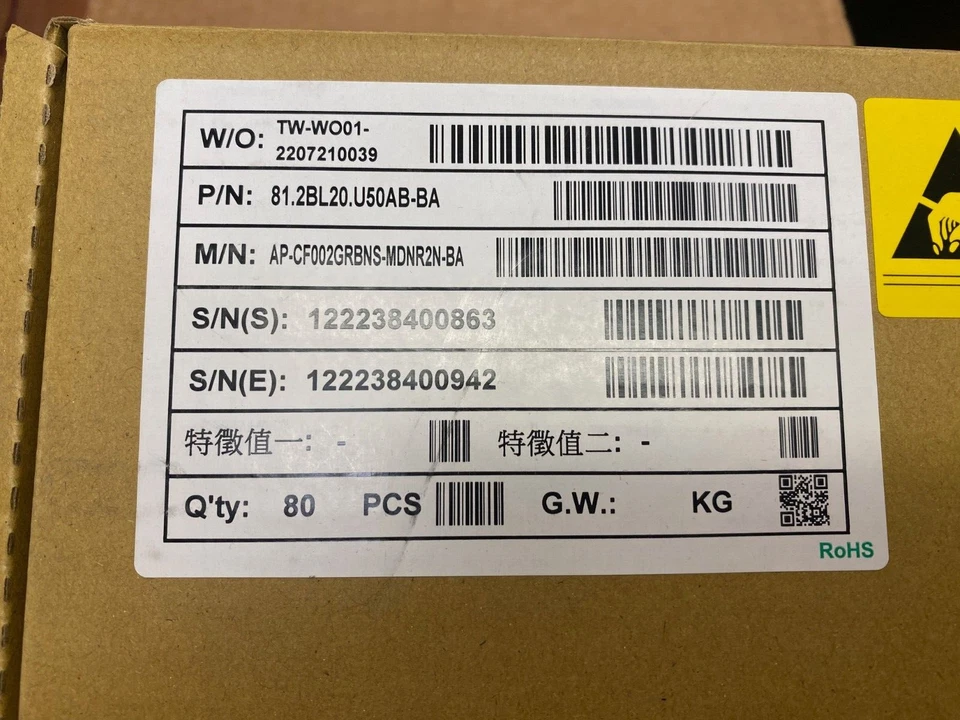 W/O: TW-WO01-
2207210039
P/N: 81.2BL20.U50AB-BA
M/N: AP-CF002GRBNS-MDNR2N-BA
S/N(S): 122238400863
S/N(E): 122238400942
特徵值一: - 特徵值二: -
Q'ty: 80 PCS G.W.: KG
RoHS